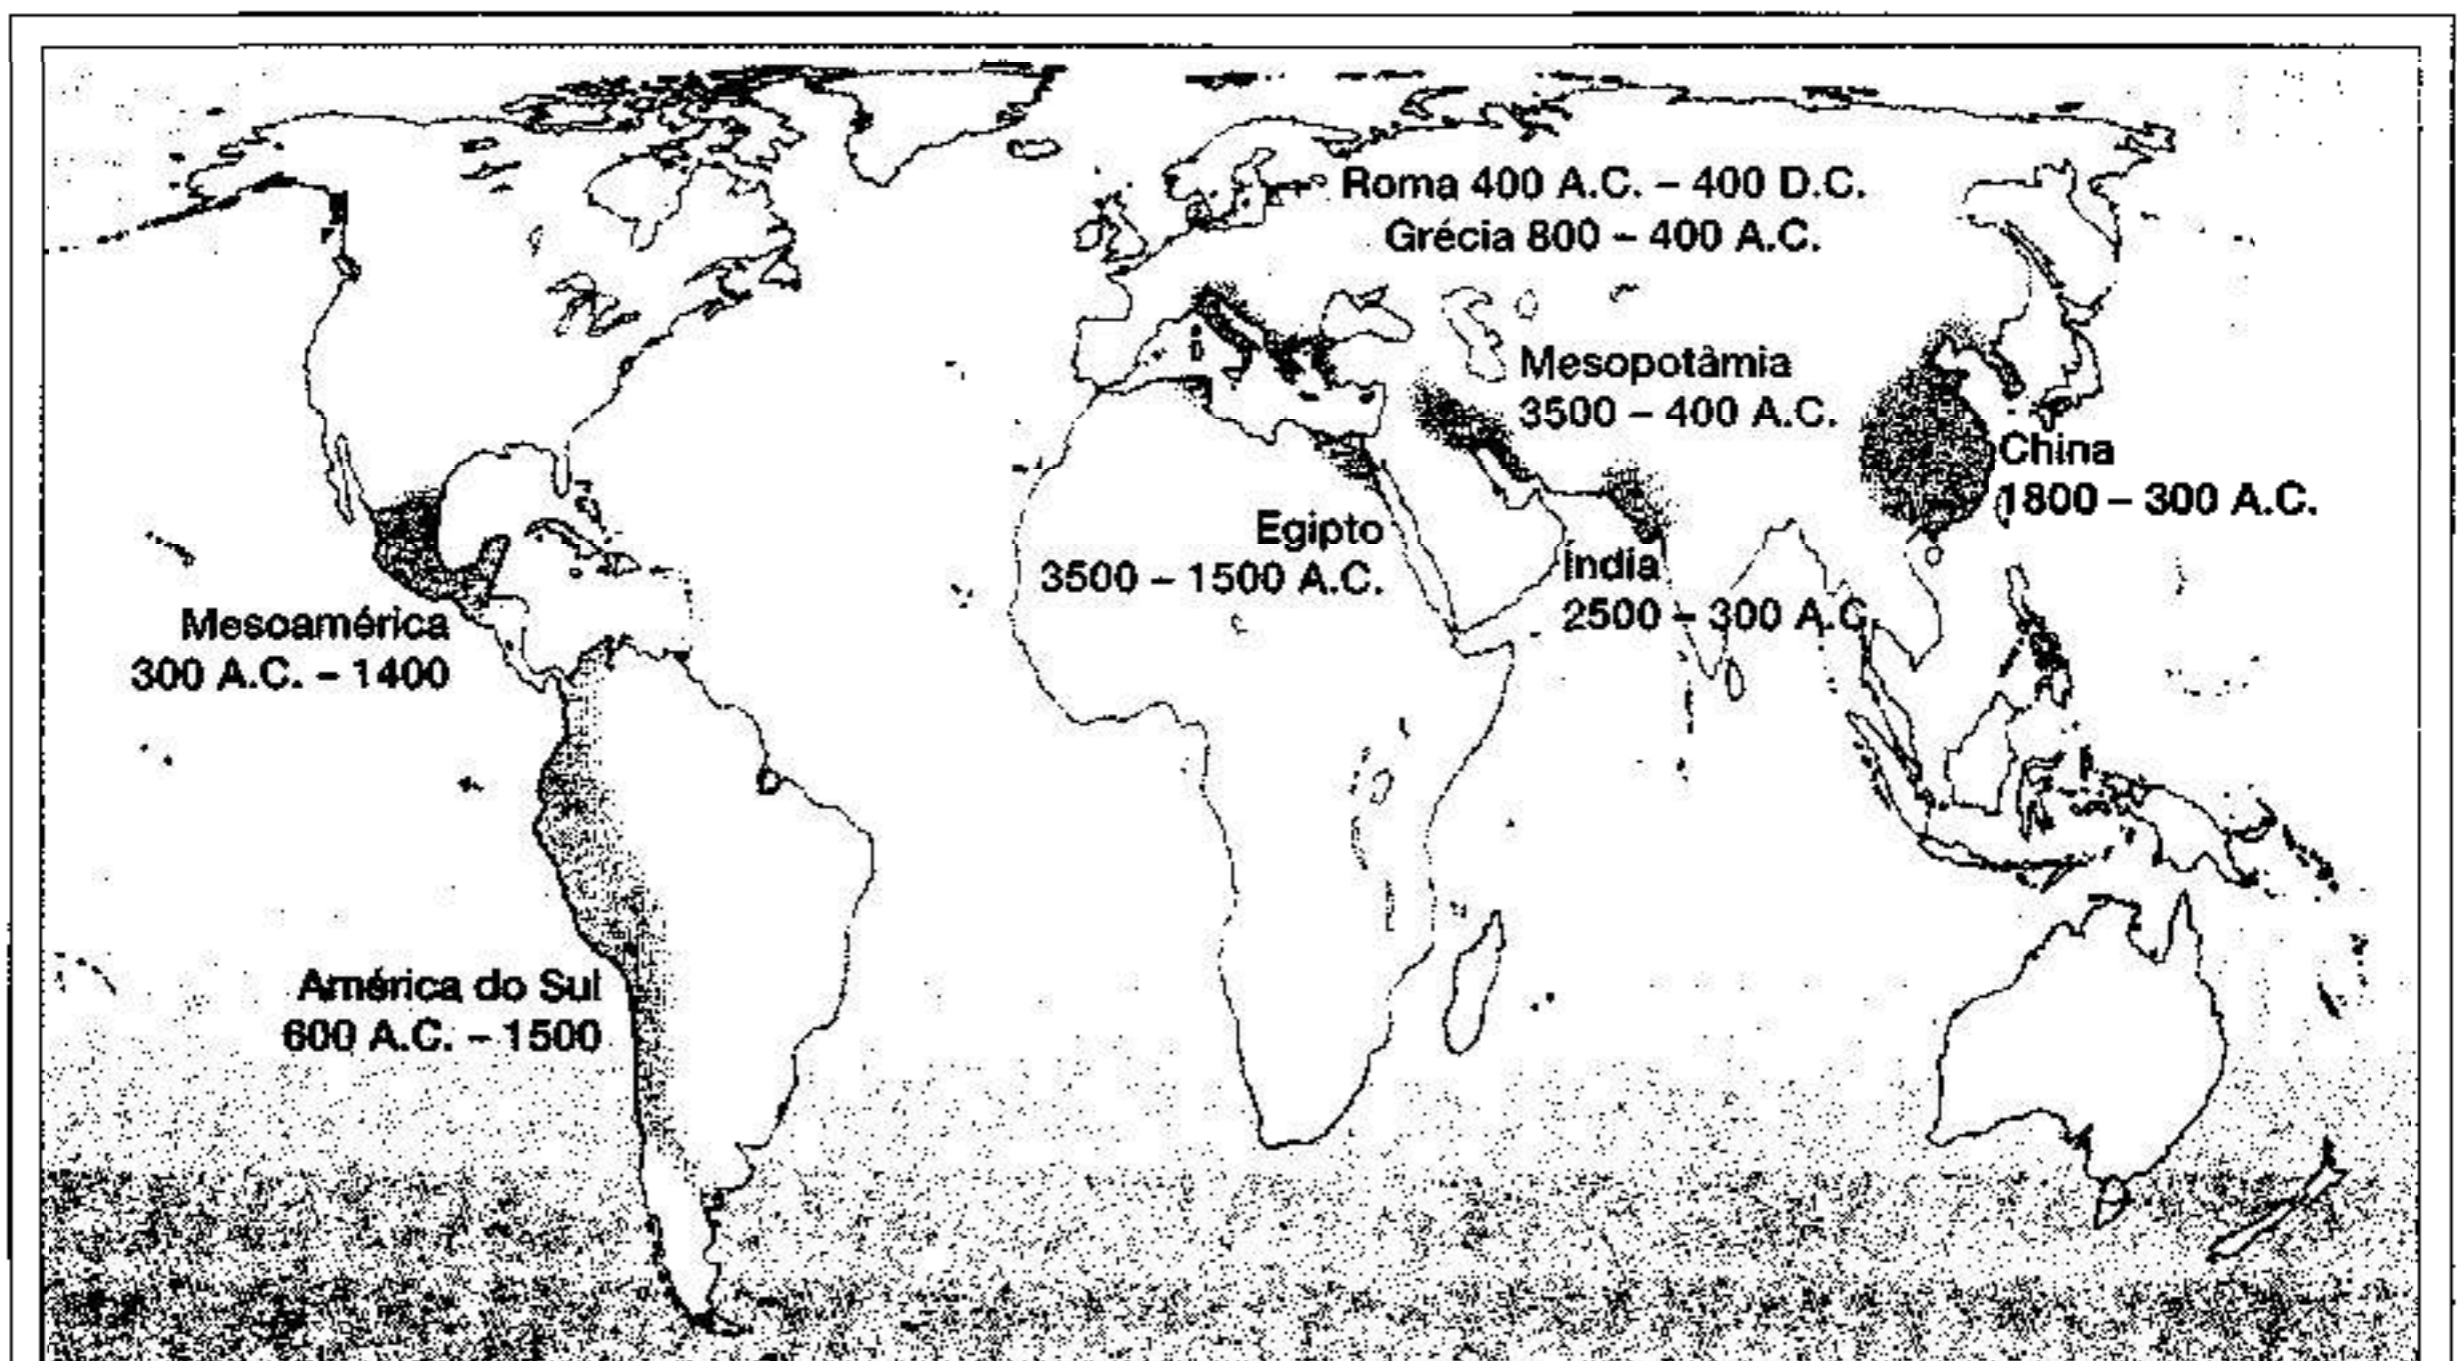 Roma 400 A.C. – 400 D.C.
Grécia 800 – 400 A.C.
Mesopotâmia
3500 – 400 A.C.
China
1800 – 300 A.C.
Egipto
3500 – 1500 A.C.
Índia
2500 – 300 A.C.
Mesoamérica
300 A.C. – 1400
América do Sul
600 A.C. – 1500